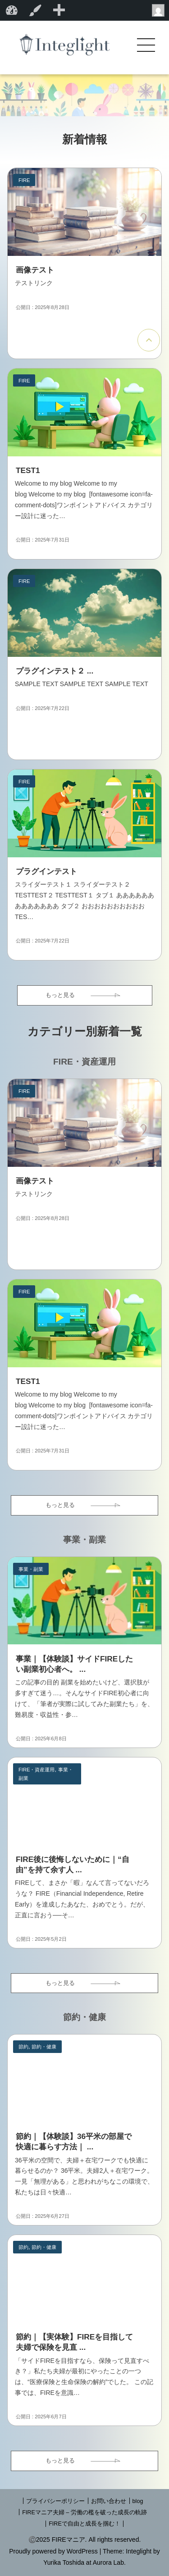 Integlight
新着情報
FIRE
画像テスト
テストリンク
公開日 : 2025年8月28日
FIRE
TEST1
Welcome to my blog Welcome to my
blog Welcome to my blog  [fontawesome icon=fa-
comment-dots]ワンポイントアドバイス カテゴリ
ー設計に迷った…
公開日 : 2025年7月31日
FIRE
プラグインテスト２ ...
SAMPLE TEXT SAMPLE TEXT SAMPLE TEXT
公開日 : 2025年7月22日
FIRE
プラグインテスト
スライダーテスト１ スライダーテスト２
TESTTEST２ TESTTEST１ タブ１ ああああああ
あああああああ タブ２ おおおおおおおおおお
TES…
公開日 : 2025年7月22日
もっと見る
カテゴリー別新着一覧
FIRE・資産運用
FIRE
画像テスト
テストリンク
公開日 : 2025年8月28日
FIRE
TEST1
Welcome to my blog Welcome to my
blog Welcome to my blog  [fontawesome icon=fa-
comment-dots]ワンポイントアドバイス カテゴリ
ー設計に迷った…
公開日 : 2025年7月31日
もっと見る
事業・副業
事業・副業
事業｜【体験談】サイドFIREした
い副業初心者へ。 ...
この記事の目的 副業を始めたいけど、選択肢が
多すぎて迷う…。そんなサイドFIRE初心者に向
けて、「筆者が実際に試してみた副業たち」を、
難易度・収益性・参…
公開日 : 2025年6月8日
FIRE・資産運用, 事業・
副業
FIRE後に後悔しないために｜“自
由”を持て余す人 ...
FIREして、まさか「暇」なんて言ってないだろ
うな？ FIRE（Financial Independence, Retire
Early）を達成したあなた、おめでとう。だが、
正直に言おう──そ…
公開日 : 2025年5月2日
もっと見る
節約・健康
節約, 節約・健康
節約｜【体験談】36平米の部屋で
快適に暮らす方法｜ ...
36平米の空間で、夫婦＋在宅ワークでも快適に
暮らせるのか？ 36平米。夫婦2人＋在宅ワーク。
一見「無理がある」と思われがちなこの環境で、
私たちは日々快適…
公開日 : 2025年6月27日
節約, 節約・健康
節約｜【実体験】FIREを目指して
夫婦で保険を見直 ...
「サイドFIREを目指すなら、保険って見直すべ
き？」私たち夫婦が最初にやったことの一つ
は、“医療保険と生命保険の解約”でした。 この記
事では、FIREを意識…
公開日 : 2025年6月7日
もっと見る
| プライバシーポリシー | お問い合わせ | blog
| FIREマニア夫婦 – 労働の檻を破った成長の軌跡
| FIREで自由と成長を掴む！ |
Ⓒ2025 FIREマニア. All rights reserved.
Proudly powered by WordPress | Theme: Integlight by
Yurika Toshida at Aurora Lab.